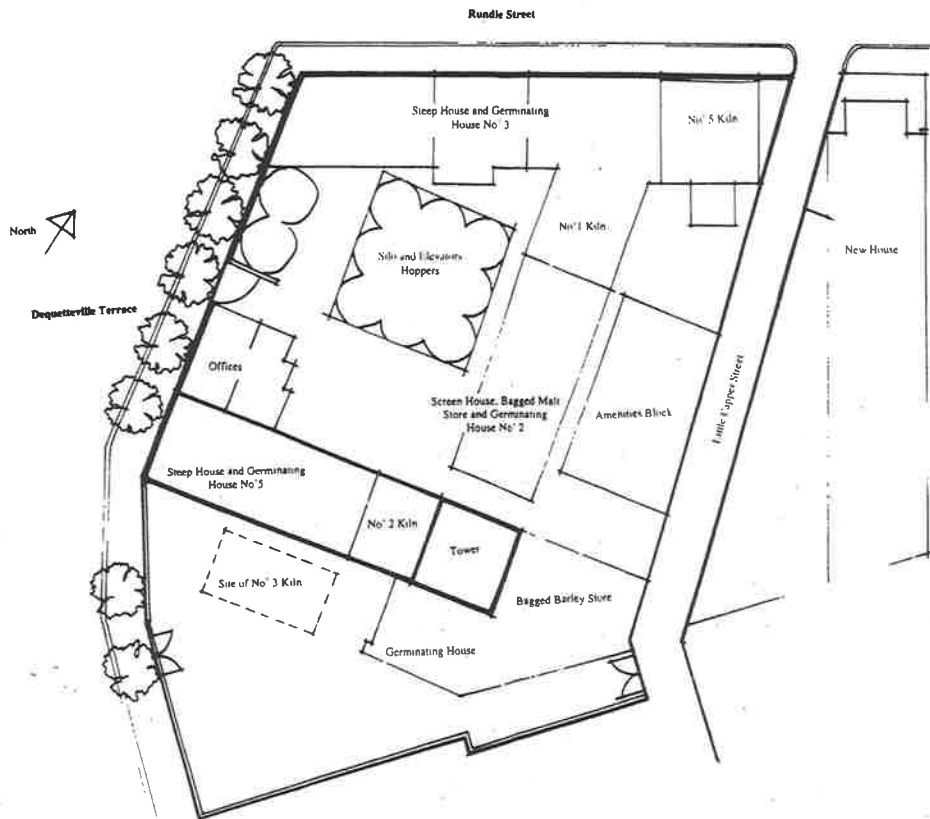 Rundle Street
Steep House and Germinating
House No° 3
No° 5 Kiln
North
No° 1 Kiln
New House
Silo and Elevators
Hoppers
Dequetteville Terrace
Offices
Screen House, Bagged Malt
Store and Germinating
House No° 2
Amenities Block
Little Capper Street
Steep House and Germinating
House No° 5
No° 2 Kiln
Tower
Site of No° 3 Kiln
Bagged Barley Store
Germinating House